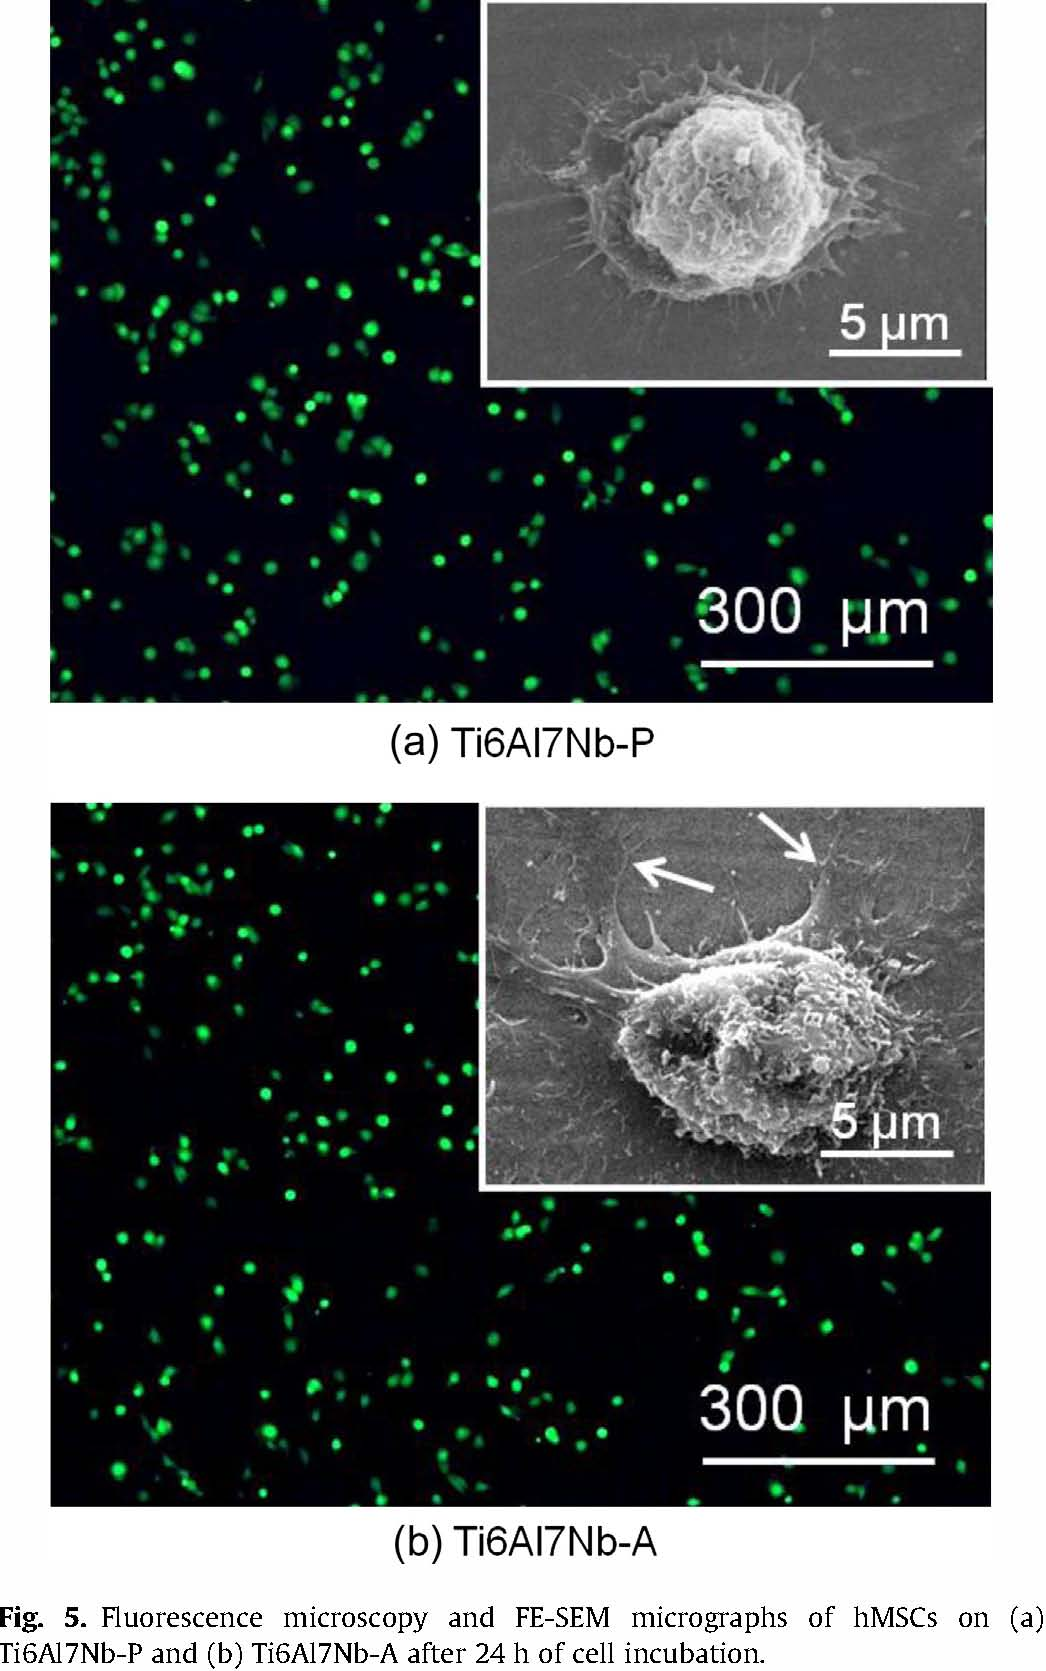 5 µm
300 µm
(a) Ti6Al7Nb-P
5 µm
300 µm
(b) Ti6Al7Nb-A
Fig. 5. Fluorescence microscopy and FE-SEM micrographs of hMSCs on (a)
Ti6Al7Nb-P and (b) Ti6Al7Nb-A after 24 h of cell incubation.